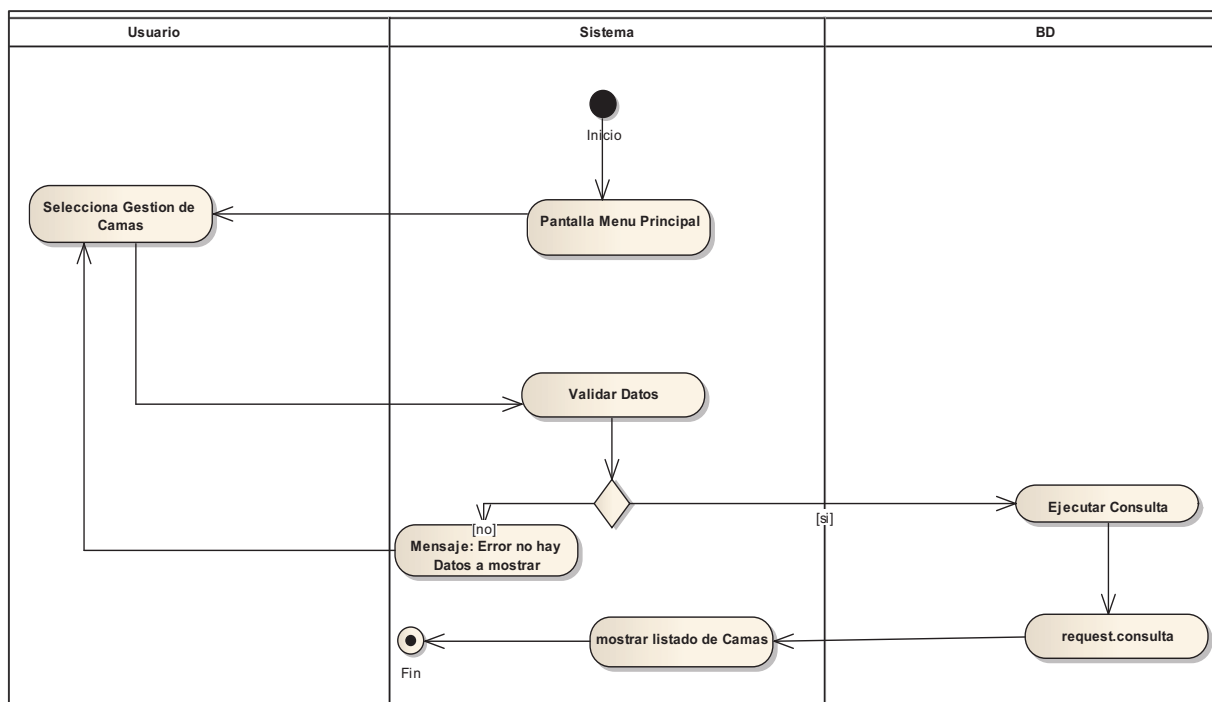 Usuario
Sistema
BD
Inicio
Selecciona Gestion de
Camas
Pantalla Menu Principal
Validar Datos
[no]
[si]
Ejecutar Consulta
Mensaje: Error no hay
Datos a mostrar
mostrar listado de Camas
request.consulta
Fin